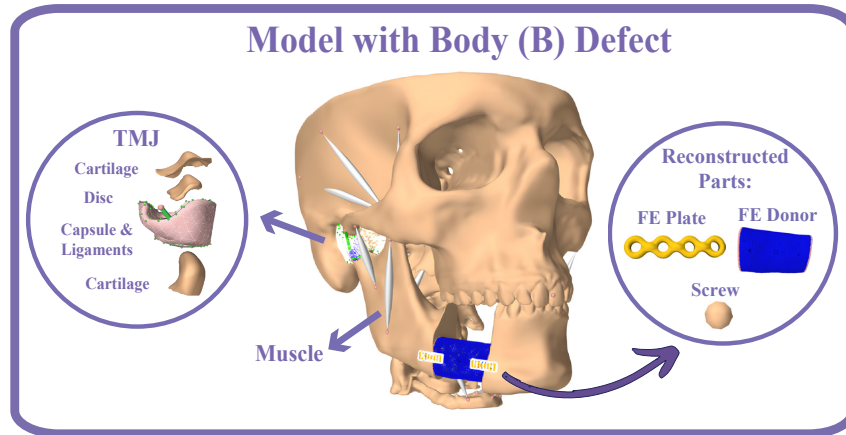 Model with Body (B) Defect
TMJ
Cartilage
Disc
Capsule &
Ligaments
Cartilage
Muscle
Reconstructed
Parts:
FE Plate
FE Donor
Screw